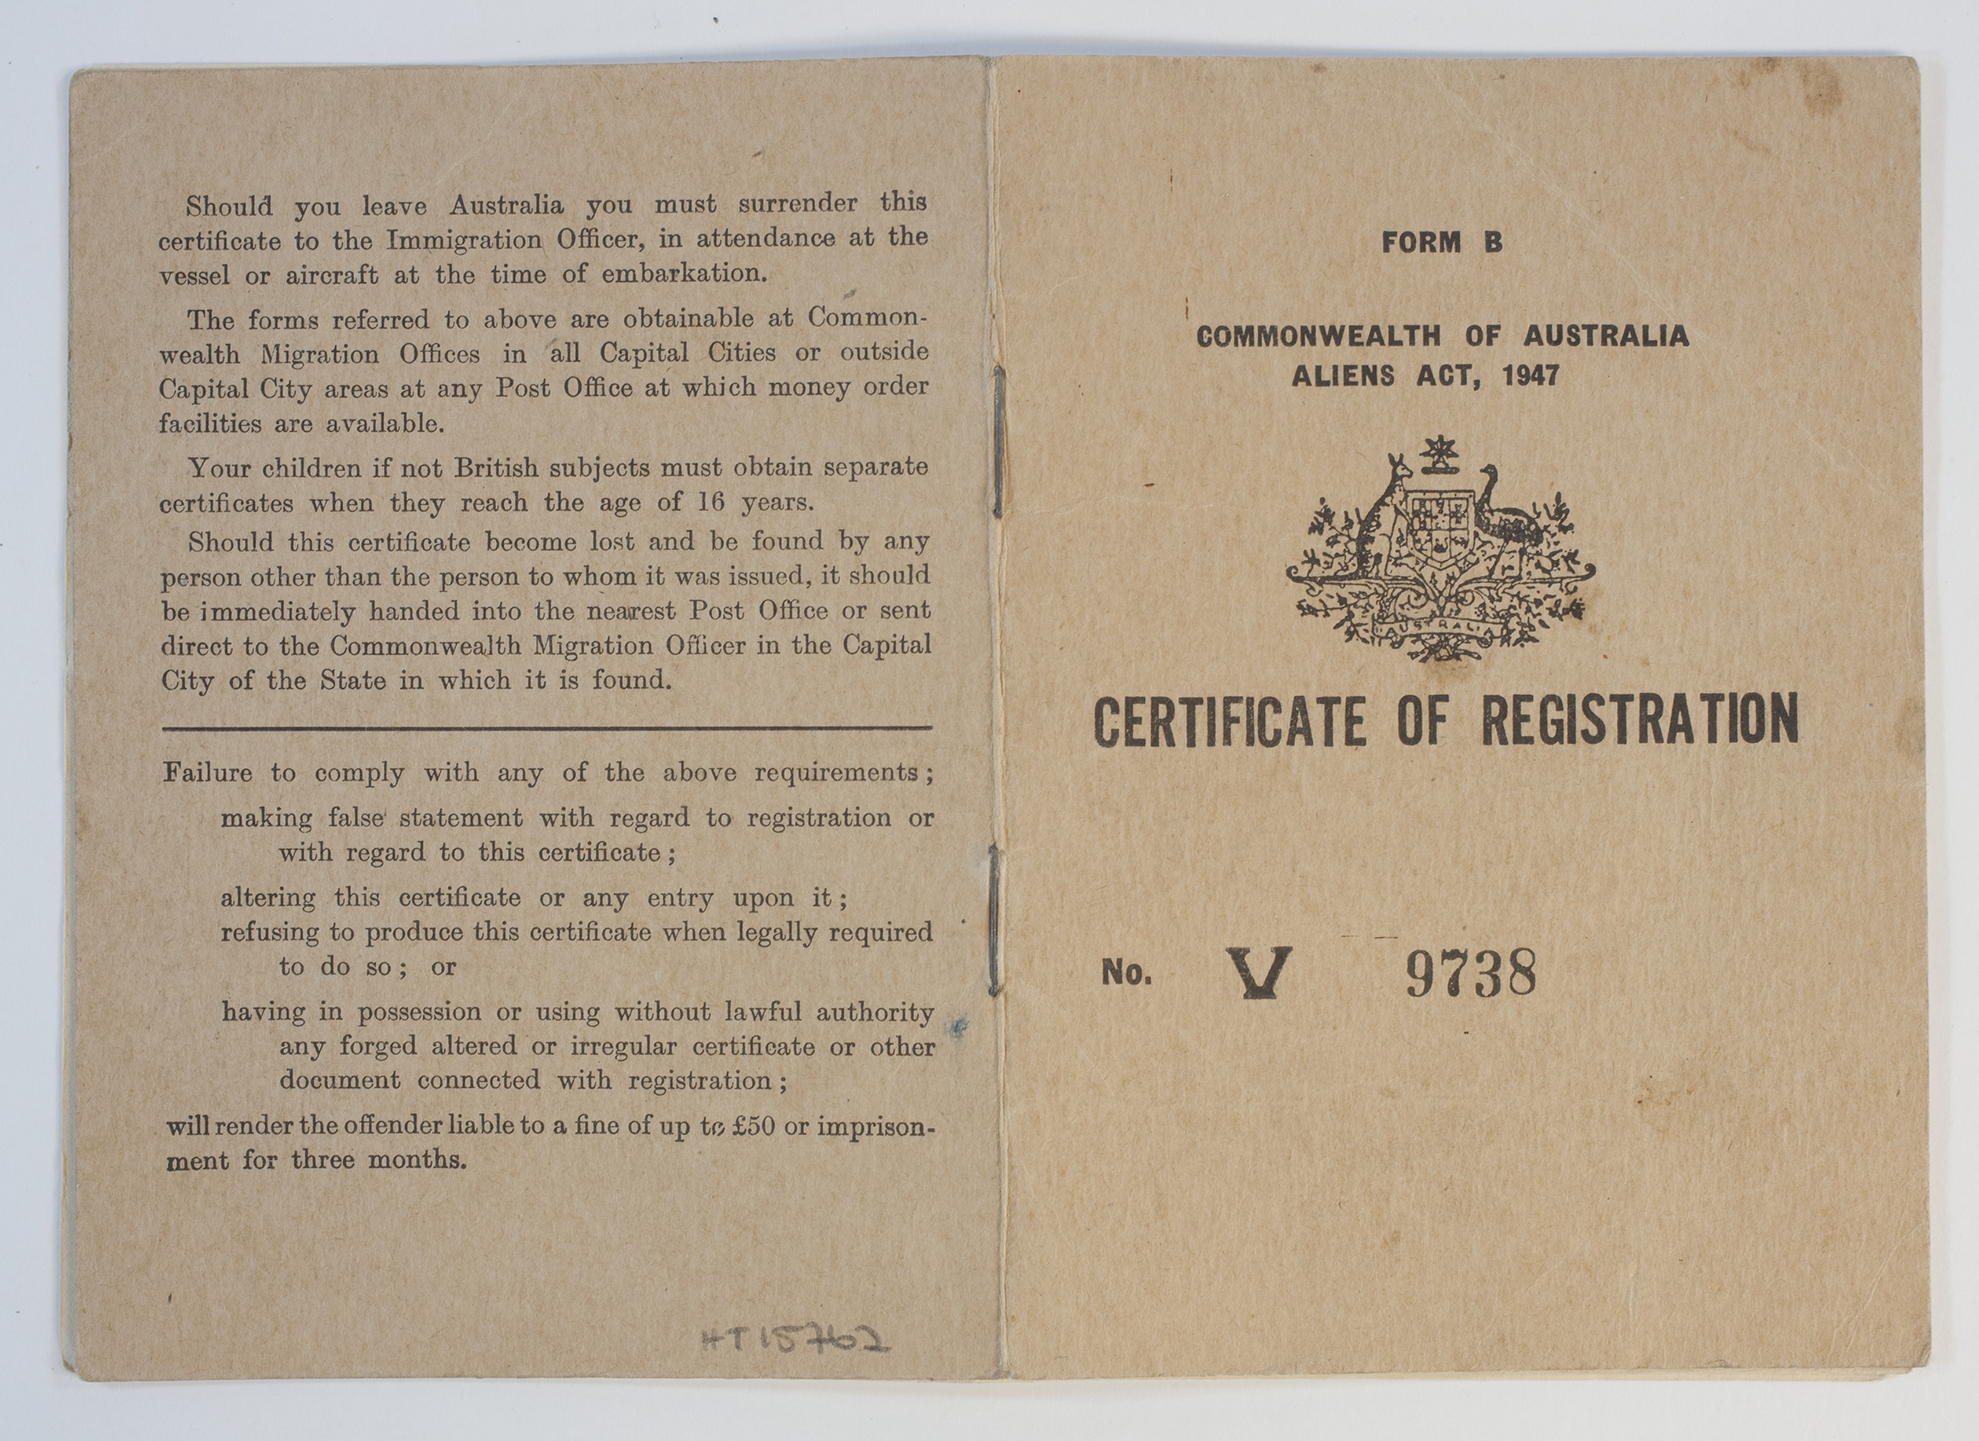 Should you leave Australia you must surrender this
certificate to the Immigration Officer, in attendance at the
vessel or aircraft at the time of embarkation.
The forms referred to above are obtainable at Common-
wealth Migration Offices in all Capital Cities or outside
Capital City areas at any Post Office at which money order
facilities are available.
Your children if not British subjects must obtain separate
certificates when they reach the age of 16 years.
Should this certificate become lost and be found by any
person other than the person to whom it was issued, it should
be immediately handed into the nearest Post Office or sent
direct to the Commonwealth Migration Officer in the Capital
City of the State in which it is found.
Failure to comply with any of the above requirements;
making false statement with regard to registration or
with regard to this certificate;
altering this certificate or any entry upon it;
refusing to produce this certificate when legally required
to do so; or
having in possession or using without lawful authority
any forged altered or irregular certificate or other
document connected with registration;
will render the offender liable to a fine of up to £50 or imprison-
ment for three months.
HT15762
FORM B
COMMONWEALTH OF AUSTRALIA
ALIENS ACT, 1947
AUSTRALIA
CERTIFICATE OF REGISTRATION
No. V 9738